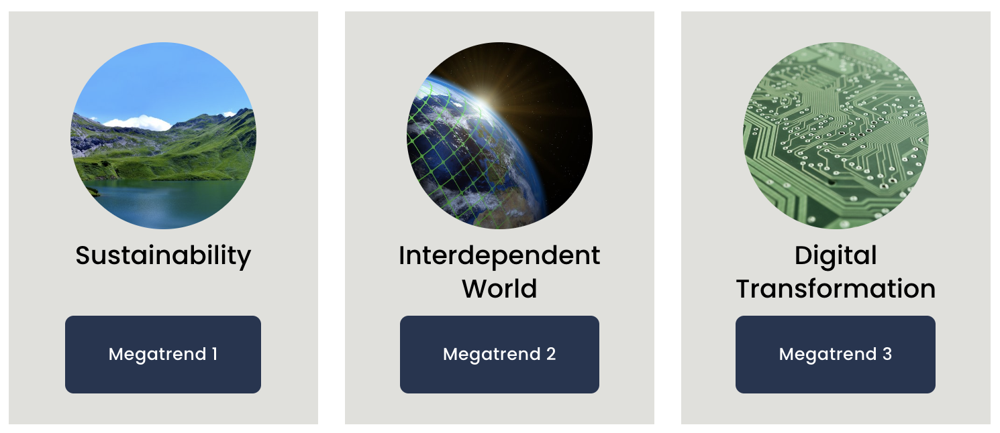 Sustainability
Megatrend 1
Interdependent
World
Megatrend 2
Digital
Transformation
Megatrend 3